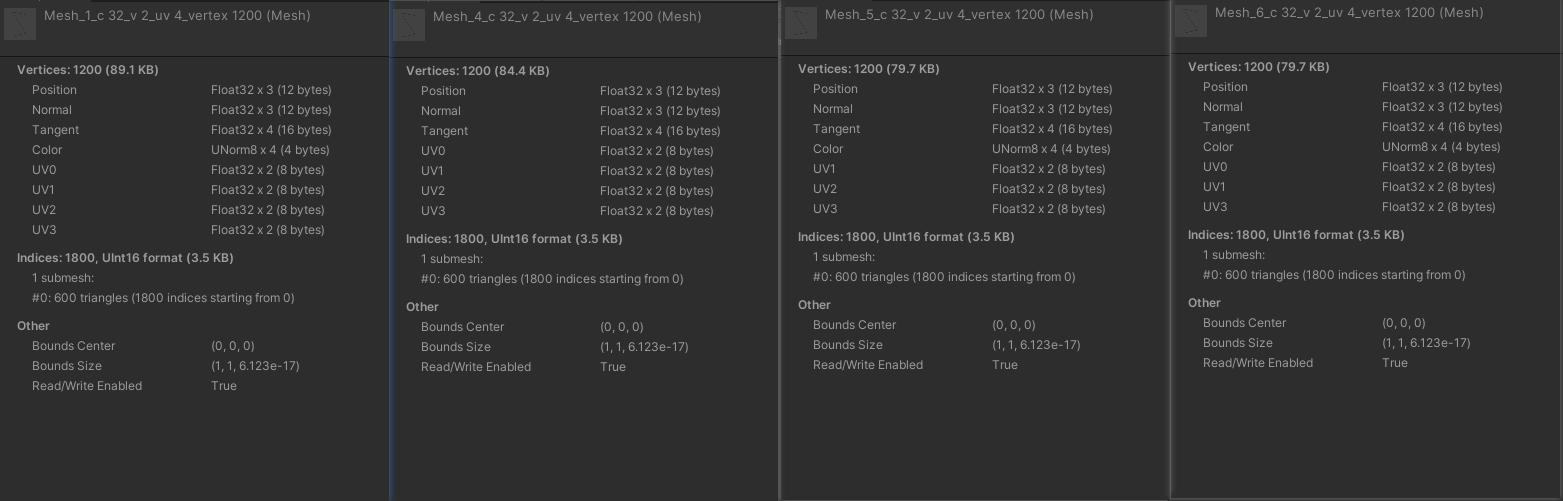 Mesh_1_c 32_v 2_uv 4_vertex 1200 (Mesh)
Vertices: 1200 (89.1 KB)
Position Float32 x 3 (12 bytes)
Normal Float32 x 3 (12 bytes)
Tangent Float32 x 4 (16 bytes)
Color UNorm8 x 4 (4 bytes)
UV0 Float32 x 2 (8 bytes)
UV1 Float32 x 2 (8 bytes)
UV2 Float32 x 2 (8 bytes)
UV3 Float32 x 2 (8 bytes)
Indices: 1800, UInt16 format (3.5 KB)
1 submesh:
#0: 600 triangles (1800 indices starting from 0)
Other
Bounds Center (0, 0, 0)
Bounds Size (1, 1, 6.123e-17)
Read/Write Enabled True
Mesh_4_c 32_v 2_uv 4_vertex 1200 (Mesh)
Vertices: 1200 (84.4 KB)
Position Float32 x 3 (12 bytes)
Normal Float32 x 3 (12 bytes)
Tangent Float32 x 4 (16 bytes)
UV0 Float32 x 2 (8 bytes)
UV1 Float32 x 2 (8 bytes)
UV2 Float32 x 2 (8 bytes)
UV3 Float32 x 2 (8 bytes)
Indices: 1800, UInt16 format (3.5 KB)
1 submesh:
#0: 600 triangles (1800 indices starting from 0)
Other
Bounds Center (0, 0, 0)
Bounds Size (1, 1, 6.123e-17)
Read/Write Enabled True
Mesh_5_c 32_v 2_uv 4_vertex 1200 (Mesh)
Vertices: 1200 (79.7 KB)
Position Float32 x 3 (12 bytes)
Normal Float32 x 3 (12 bytes)
Tangent Float32 x 4 (16 bytes)
Color UNorm8 x 4 (4 bytes)
UV1 Float32 x 2 (8 bytes)
UV2 Float32 x 2 (8 bytes)
UV3 Float32 x 2 (8 bytes)
Indices: 1800, UInt16 format (3.5 KB)
1 submesh:
#0: 600 triangles (1800 indices starting from 0)
Other
Bounds Center (0, 0, 0)
Bounds Size (1, 1, 6.123e-17)
Read/Write Enabled True
Mesh_6_c 32_v 2_uv 4_vertex 1200 (Mesh)
Vertices: 1200 (79.7 KB)
Position Float32 x 3 (12 bytes)
Normal Float32 x 3 (12 bytes)
Tangent Float32 x 4 (16 bytes)
Color UNorm8 x 4 (4 bytes)
UV0 Float32 x 2 (8 bytes)
UV1 Float32 x 2 (8 bytes)
UV3 Float32 x 2 (8 bytes)
Indices: 1800, UInt16 format (3.5 KB)
1 submesh:
#0: 600 triangles (1800 indices starting from 0)
Other
Bounds Center (0, 0, 0)
Bounds Size (1, 1, 6.123e-17)
Read/Write Enabled True